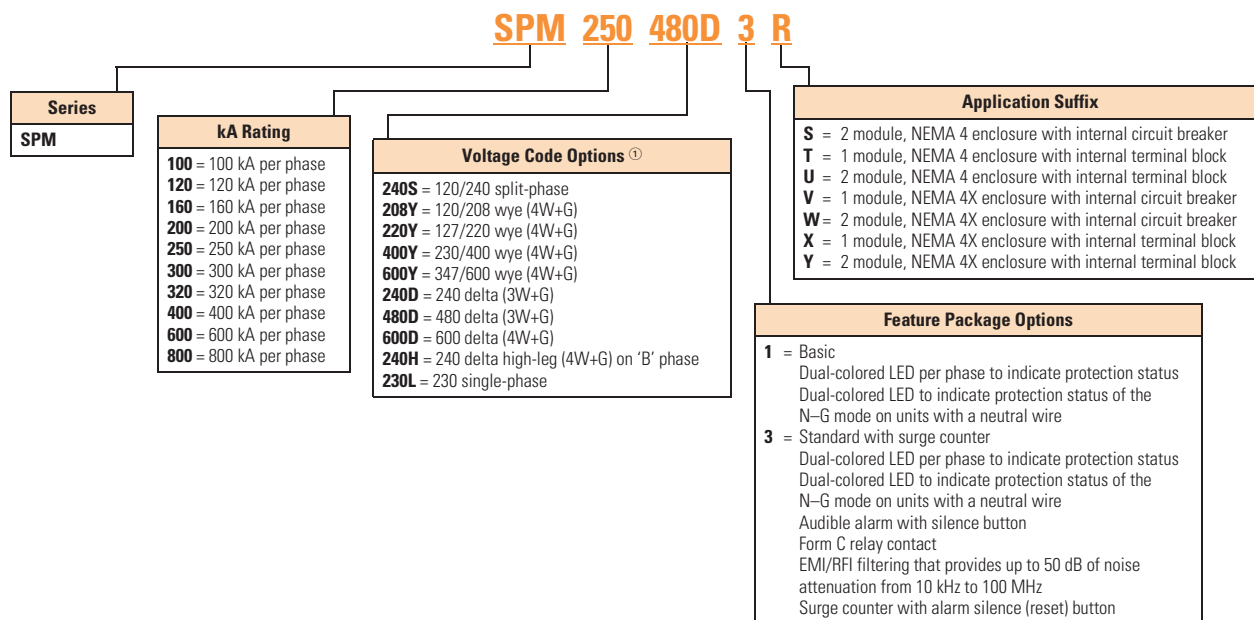 SPM 250 480D 3 R
Series
SPM
kA Rating
100 = 100 kA per phase
120 = 120 kA per phase
160 = 160 kA per phase
200 = 200 kA per phase
250 = 250 kA per phase
300 = 300 kA per phase
320 = 320 kA per phase
400 = 400 kA per phase
600 = 600 kA per phase
800 = 800 kA per phase
Voltage Code Options ①
240S = 120/240 split-phase
208Y = 120/208 wye (4W+G)
220Y = 127/220 wye (4W+G)
400Y = 230/400 wye (4W+G)
600Y = 347/600 wye (4W+G)
240D = 240 delta (3W+G)
480D = 480 delta (3W+G)
600D = 600 delta (4W+G)
240H = 240 delta high-leg (4W+G) on ‘B’ phase
230L = 230 single-phase
Application Suffix
S = 2 module, NEMA 4 enclosure with internal circuit breaker
T = 1 module, NEMA 4 enclosure with internal terminal block
U = 2 module, NEMA 4 enclosure with internal terminal block
V = 1 module, NEMA 4X enclosure with internal circuit breaker
W = 2 module, NEMA 4X enclosure with internal circuit breaker
X = 1 module, NEMA 4X enclosure with internal terminal block
Y = 2 module, NEMA 4X enclosure with internal terminal block
Feature Package Options
1 = Basic
Dual-colored LED per phase to indicate protection status
Dual-colored LED to indicate protection status of the
N–G mode on units with a neutral wire
3 = Standard with surge counter
Dual-colored LED per phase to indicate protection status
Dual-colored LED to indicate protection status of the
N–G mode on units with a neutral wire
Audible alarm with silence button
Form C relay contact
EMI/RFI filtering that provides up to 50 dB of noise
attenuation from 10 kHz to 100 MHz
Surge counter with alarm silence (reset) button